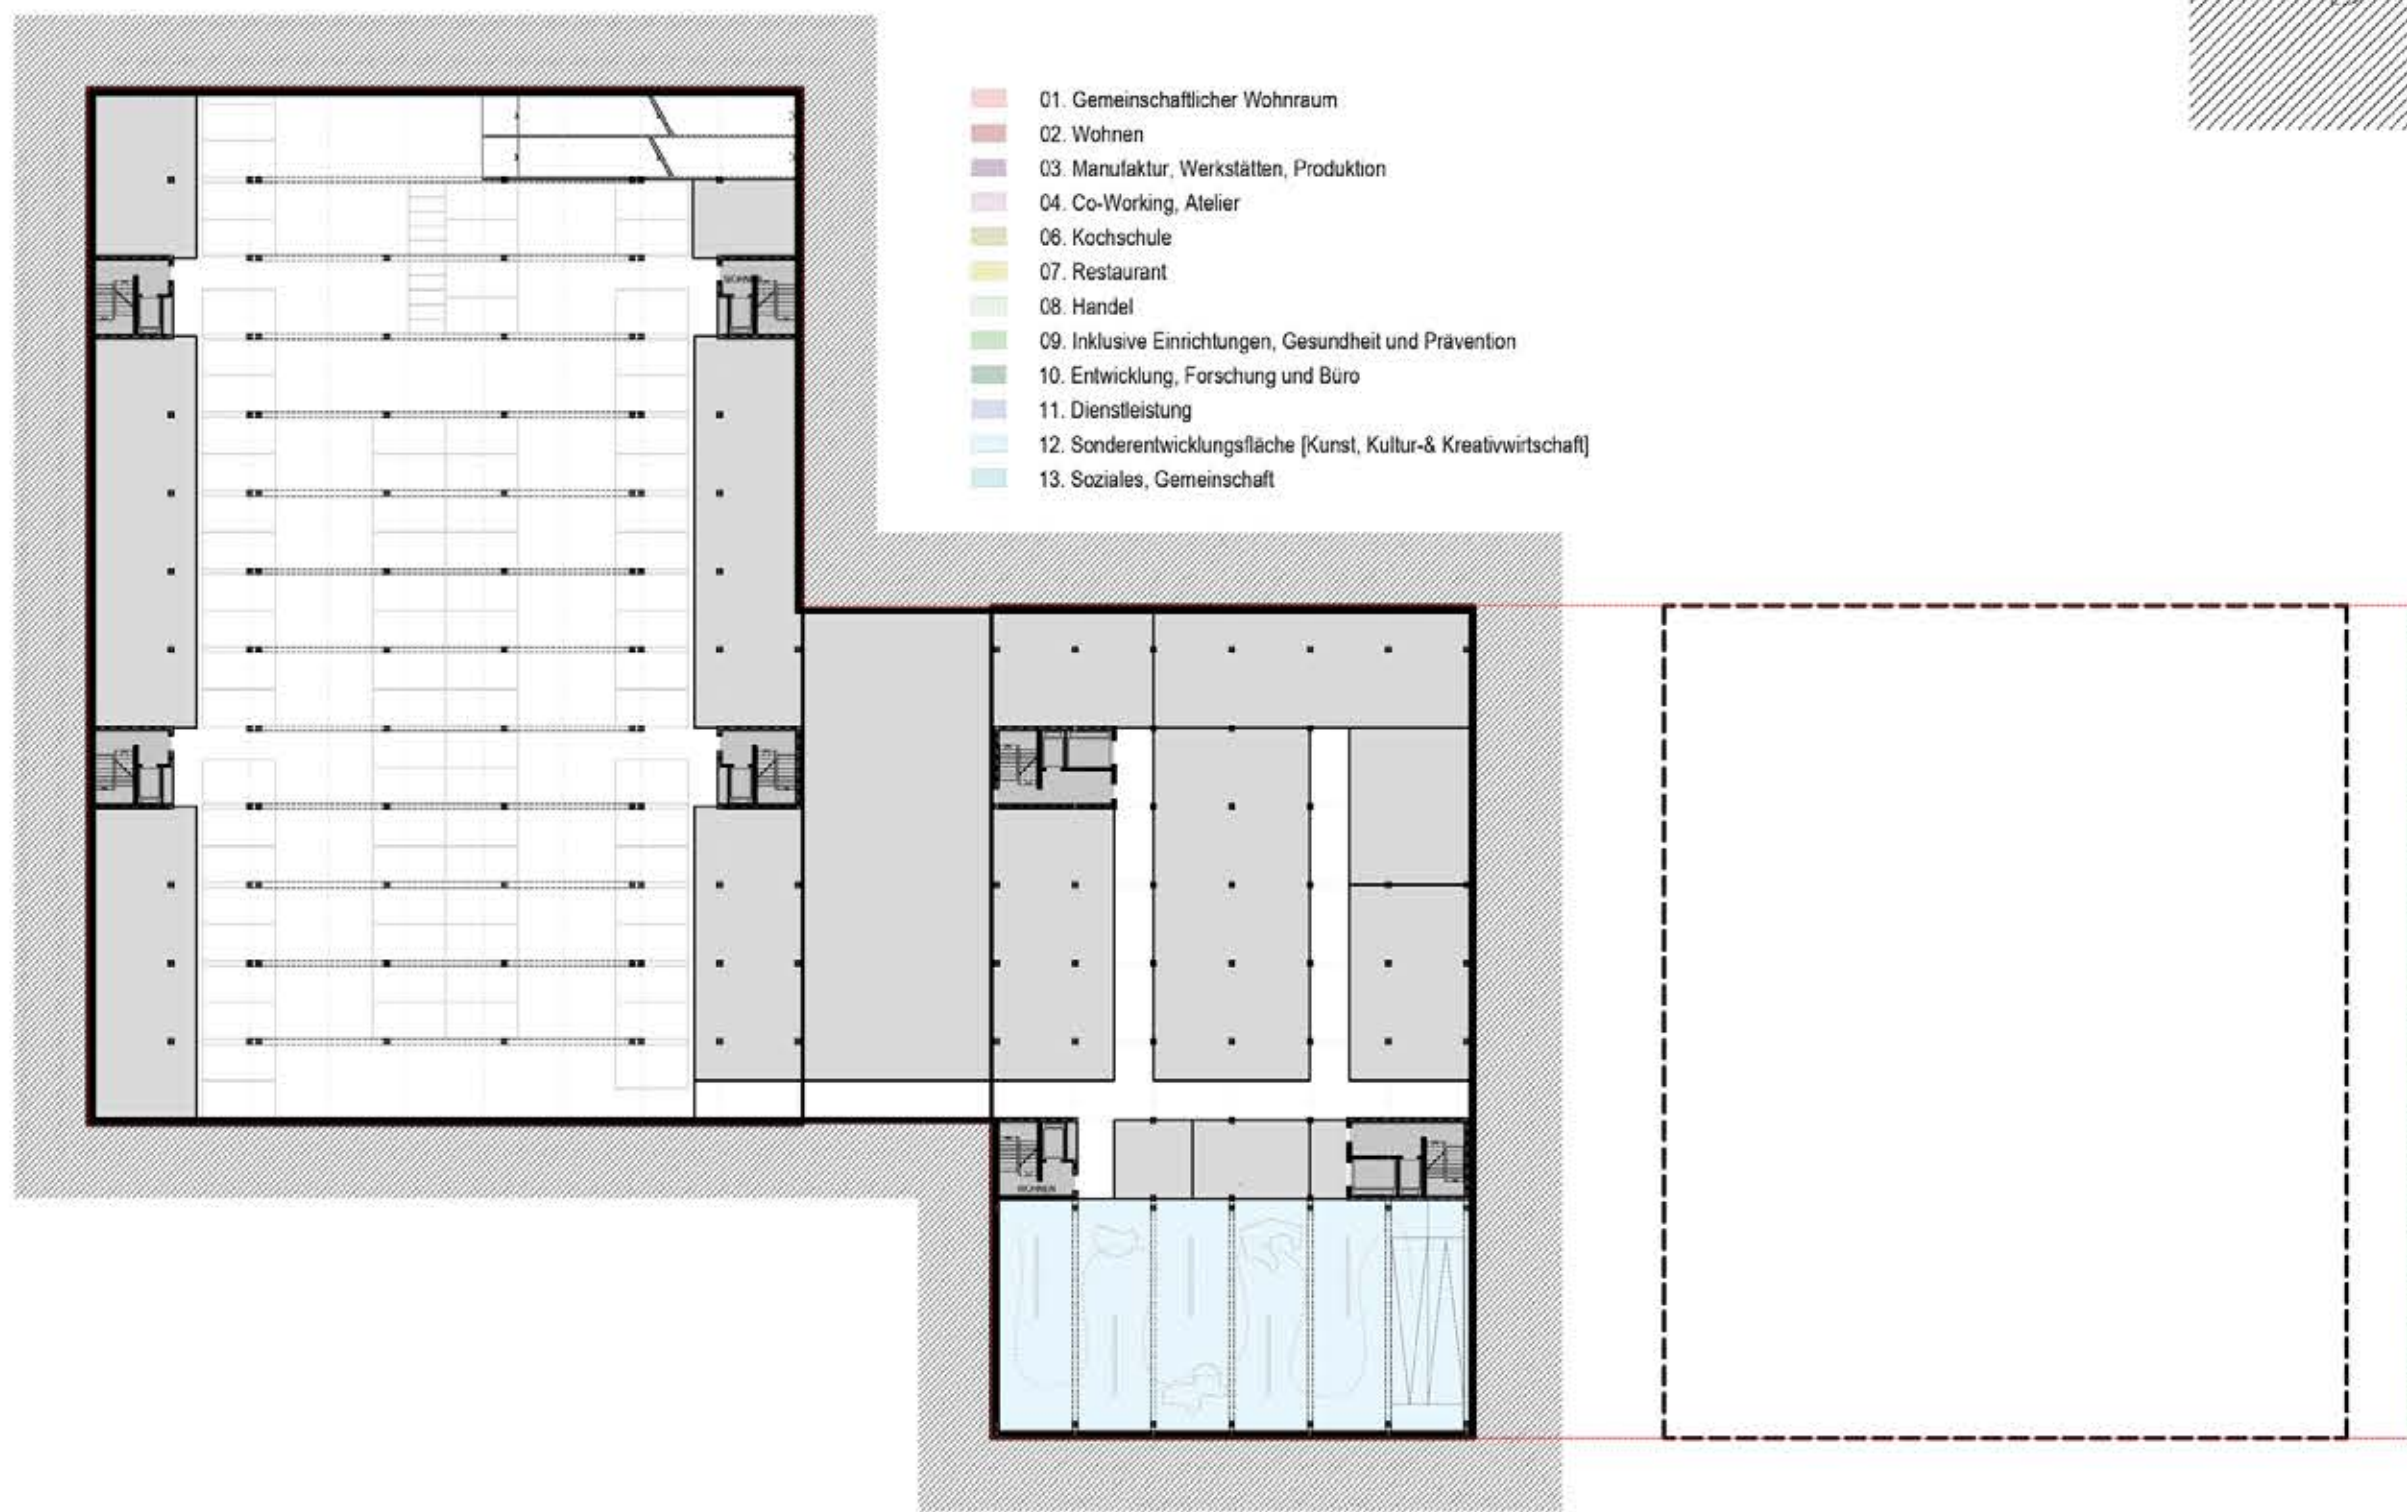 01. Gemeinschaftlicher Wohnraum
02. Wohnen
03. Manufaktur, Werkstätten, Produktion
04. Co-Working, Atelier
06. Kochschule
07. Restaurant
08. Handel
09. Inklusive Einrichtungen, Gesundheit und Prävention
10. Entwicklung, Forschung und Büro
11. Dienstleistung
12. Sonderentwicklungsfläche [Kunst, Kultur-& Kreativwirtschaft]
13. Soziales, Gemeinschaft
WOHNEN
WOHNEN